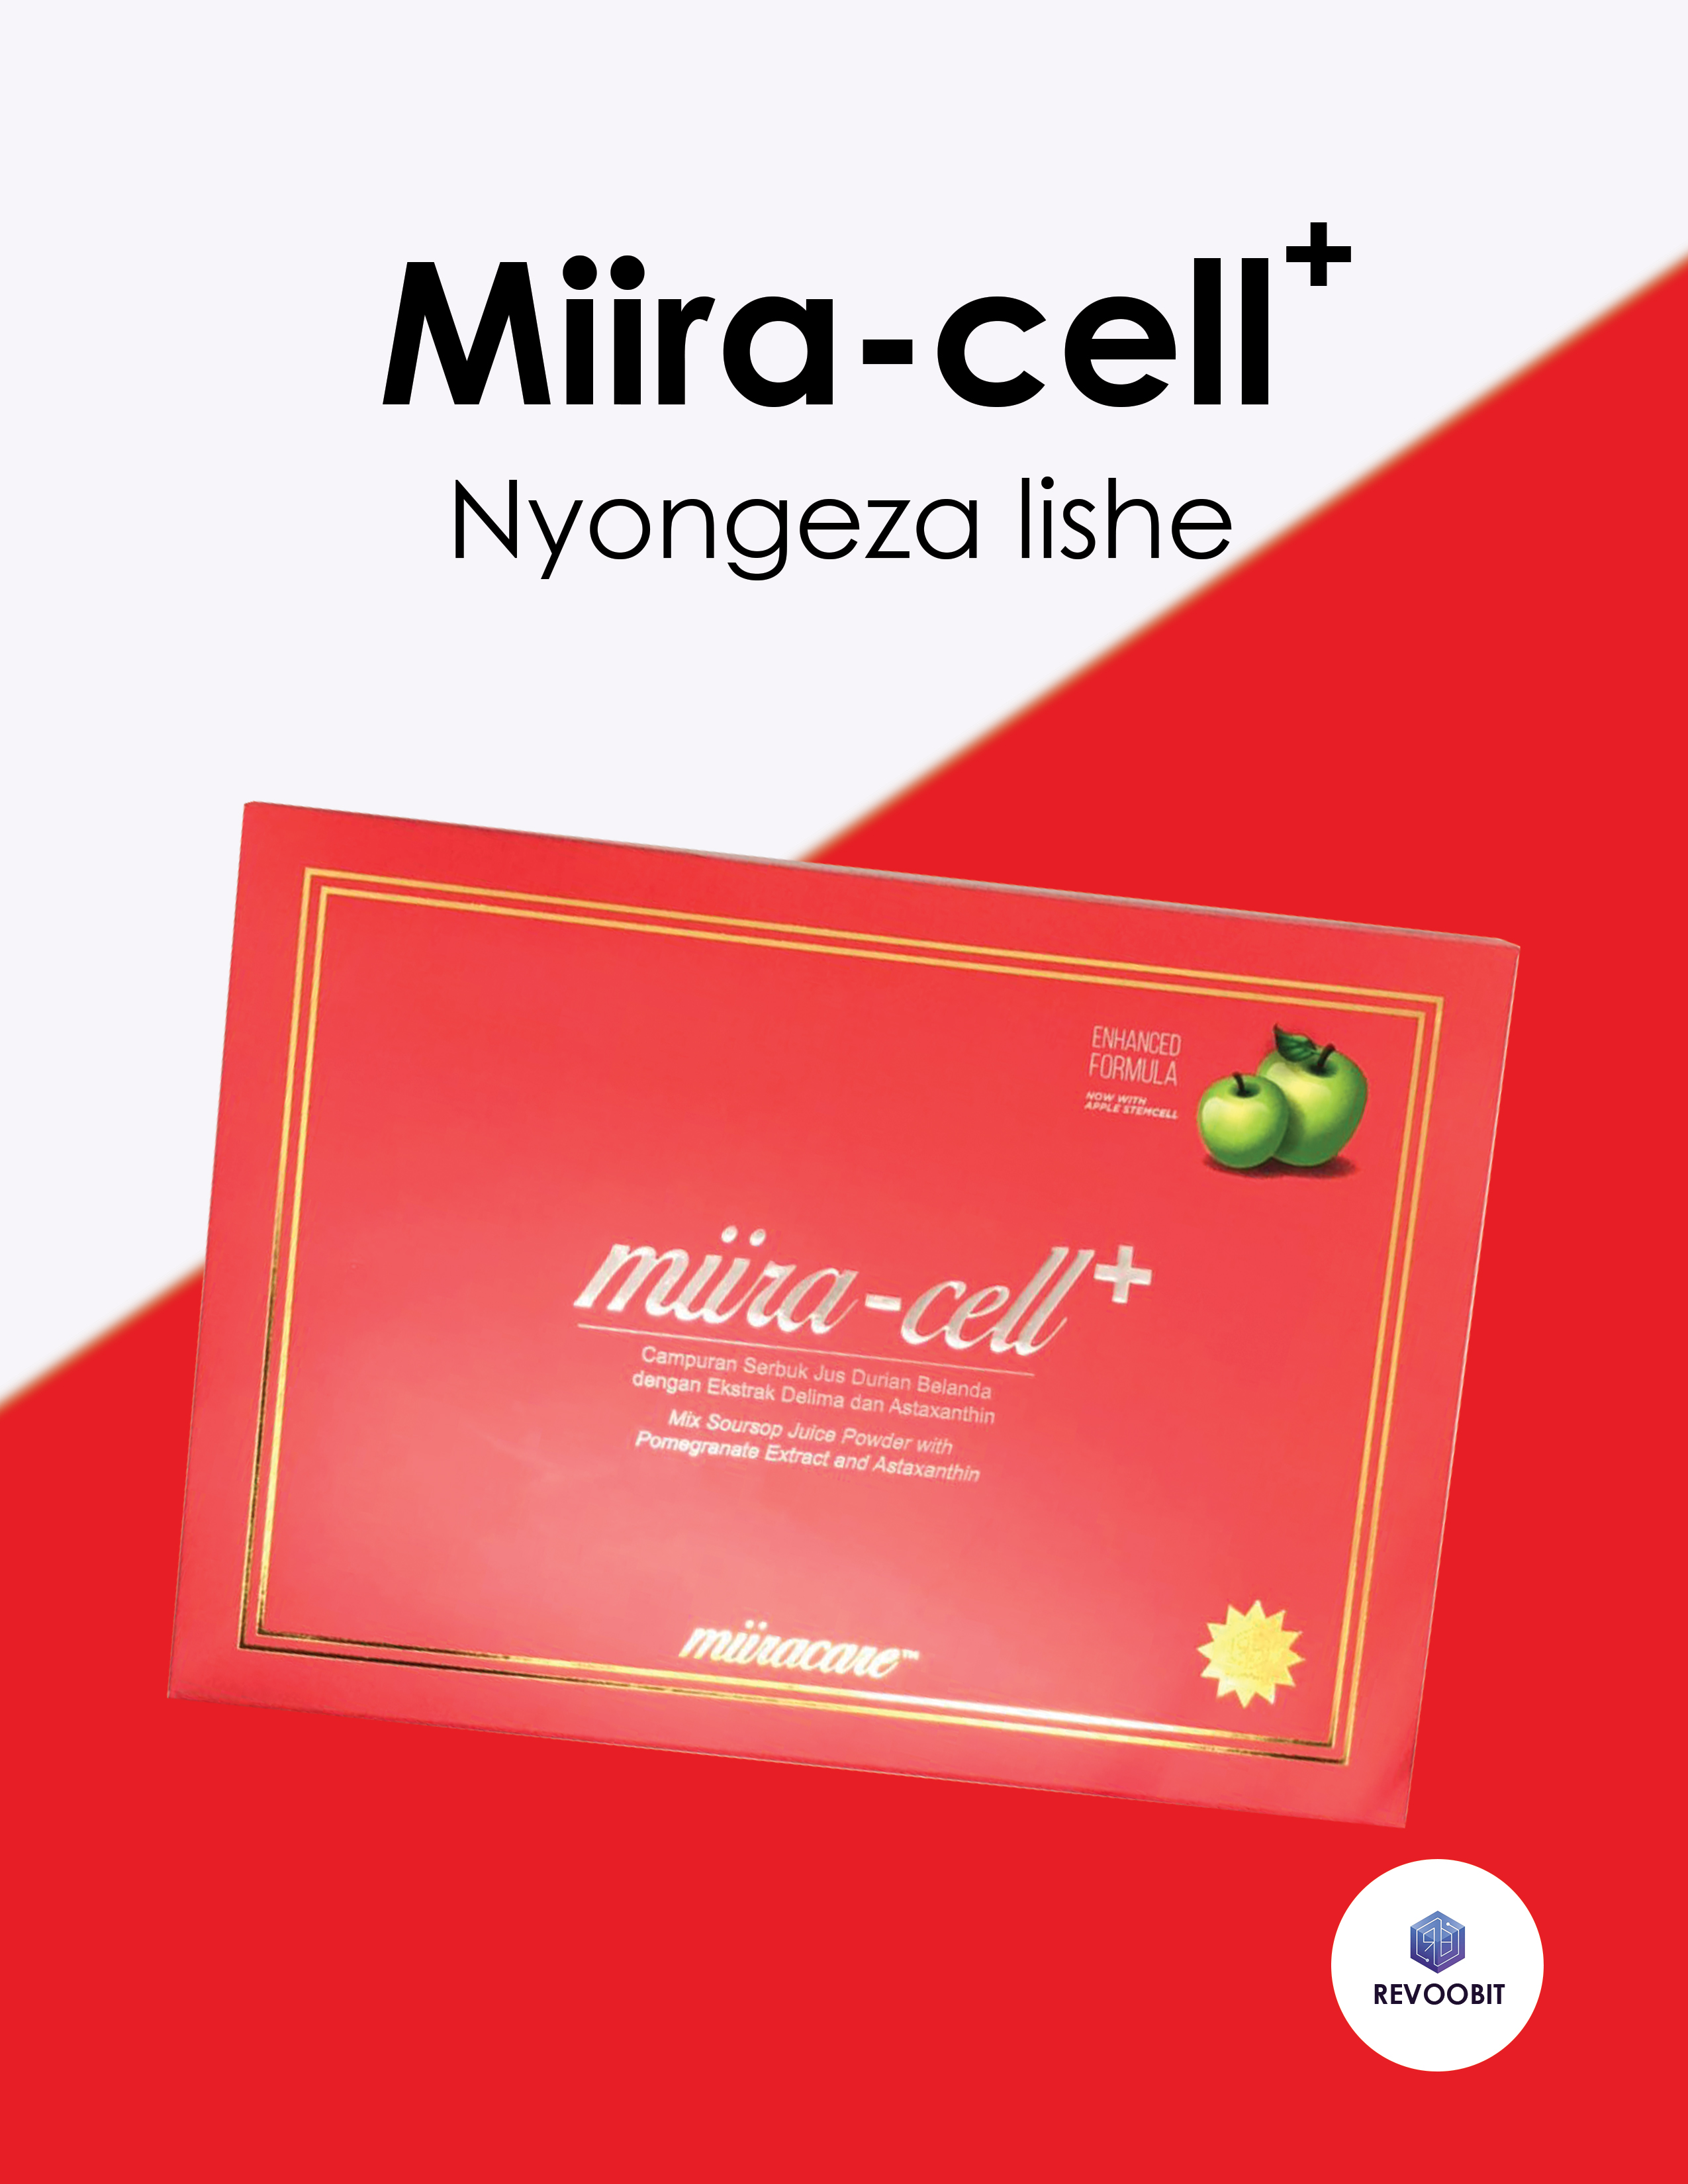 Miira-cell+
Nyongeza lishe
ENHANCED
FORMULA
NOW WITH
APPLE STEMCELL
miira-cell+
Campuran Serbuk Jus Durian Belanda
dengan Ekstrak Delima dan Astaxanthin
Mix Soursop Juice Powder with
Pomegranate Extract and Astaxanthin
miiracare™
REVOOBIT